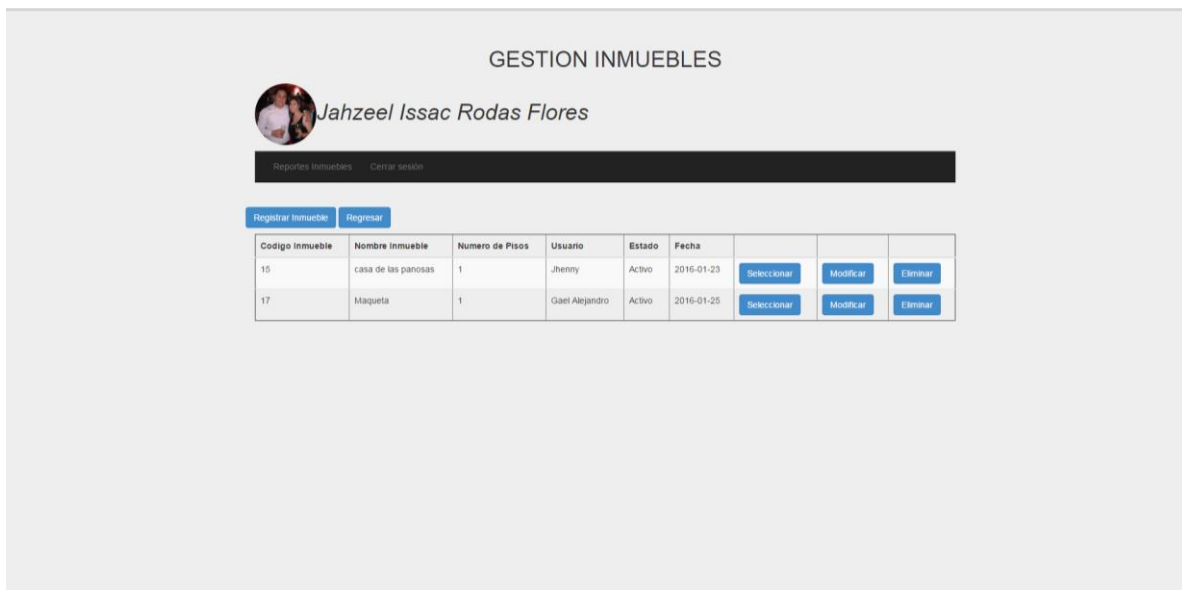 GESTION INMUEBLES
Jahzeel Issac Rodas Flores
Reportes Inmuebles Cerrar sesión
Registrar Inmueble Regresar
Codigo Inmueble Nombre Inmueble Numero de Pisos Usuario Estado Fecha
15 casa de las panosas 1 Jhenny Activo 2016-01-23 Seleccionar Modificar Eliminar
17 Maqueta 1 Gael Alejandro Activo 2016-01-25 Seleccionar Modificar Eliminar